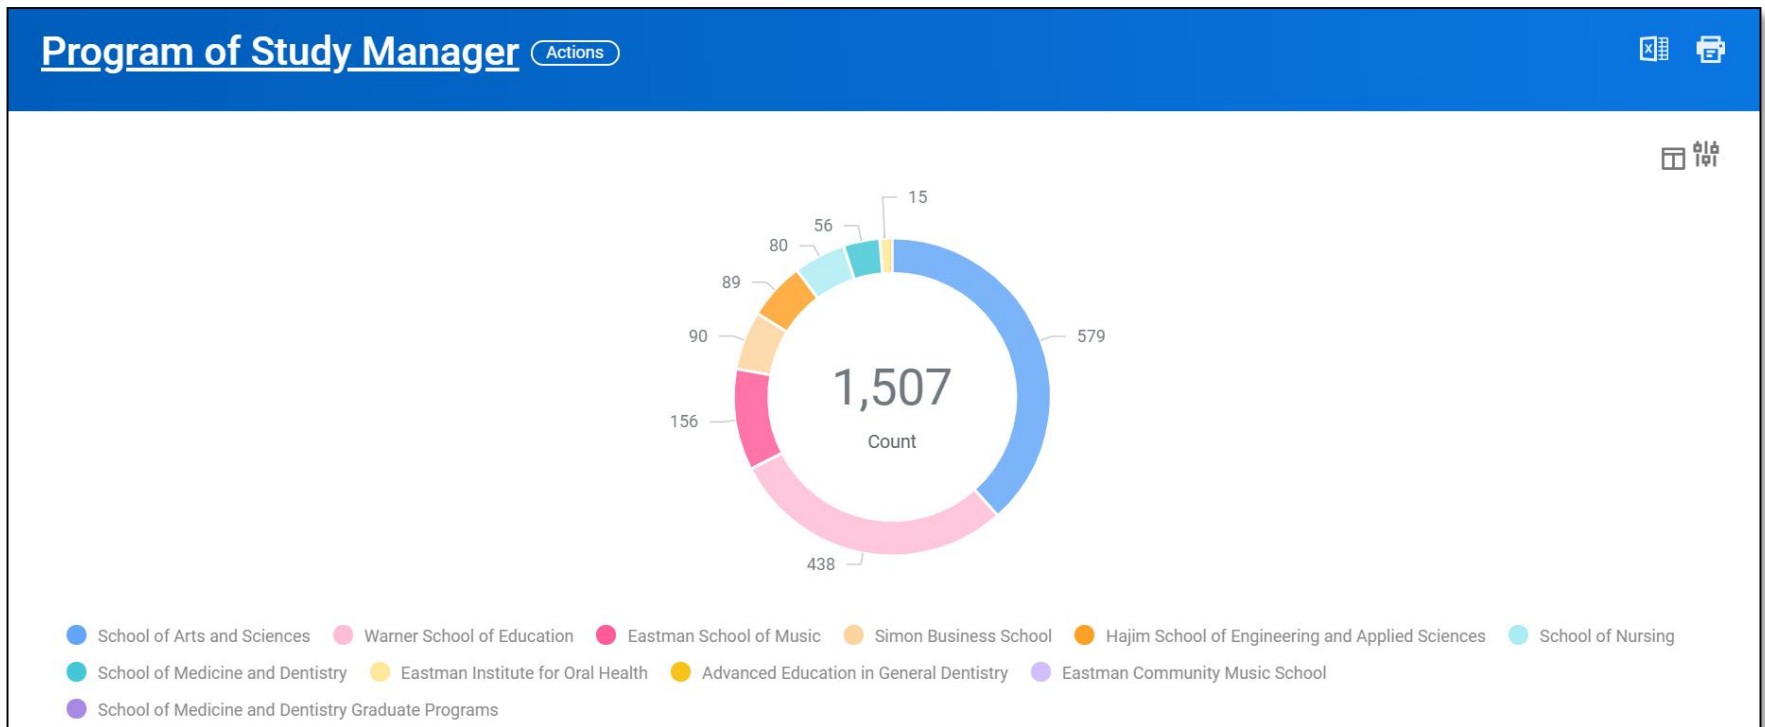 Program of Study Manager Actions
15
56
80
89
90
579
1,507
Count
156
438
School of Arts and Sciences Warner School of Education Eastman School of Music Simon Business School Hajim School of Engineering and Applied Sciences School of Nursing
School of Medicine and Dentistry Eastman Institute for Oral Health Advanced Education in General Dentistry Eastman Community Music School
School of Medicine and Dentistry Graduate Programs